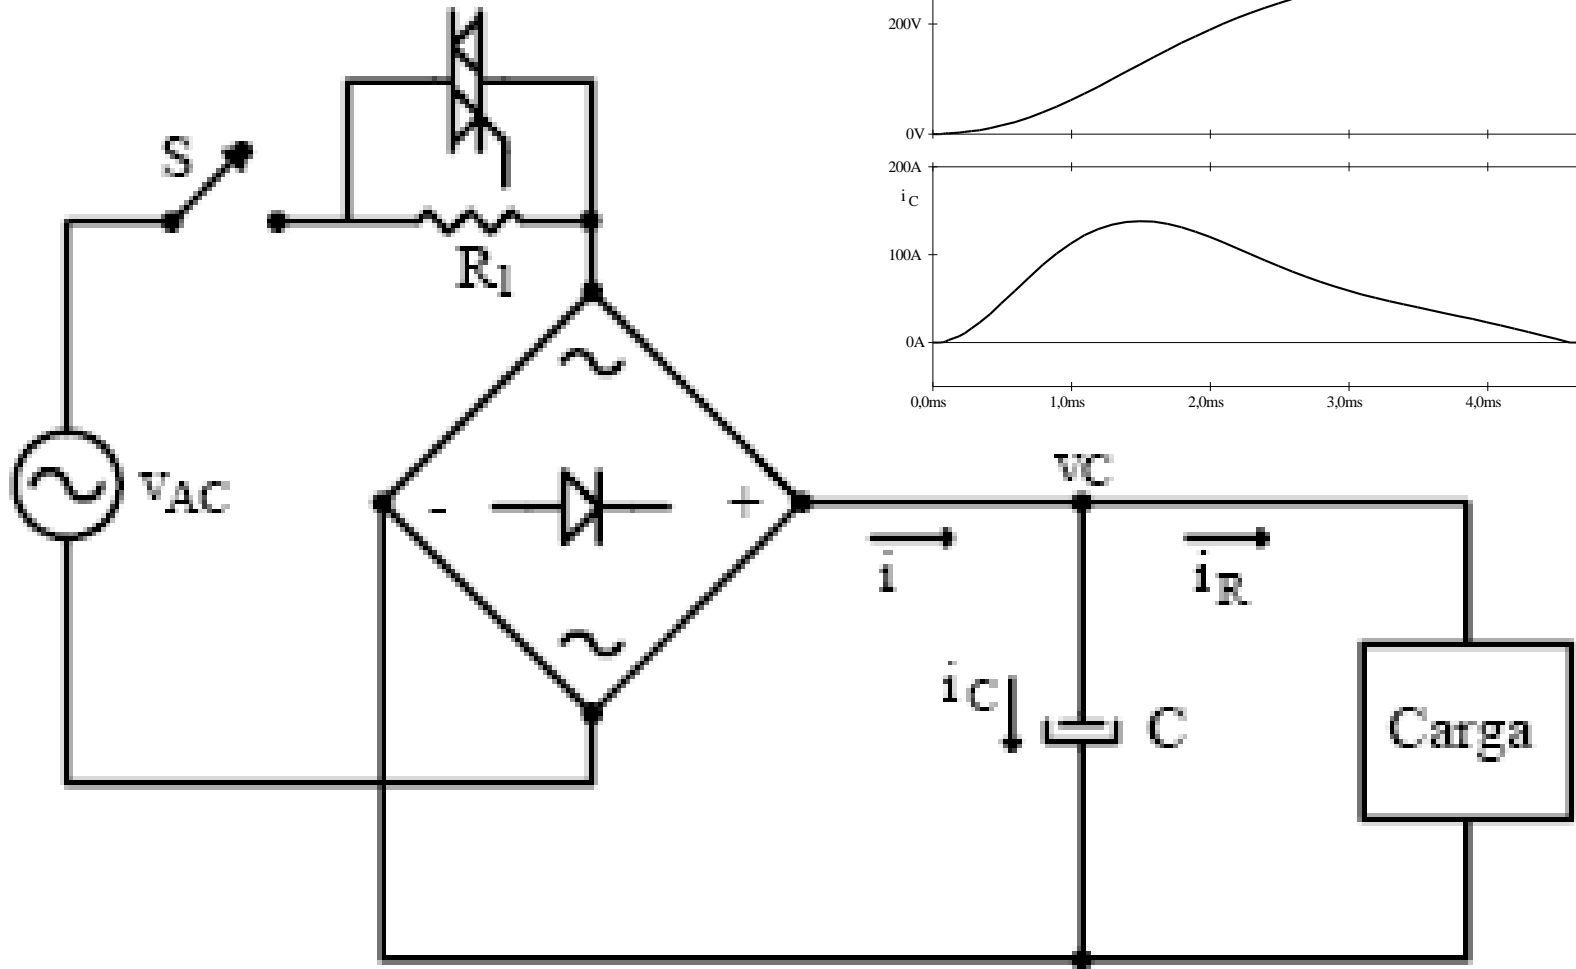 200V
0V
200A
i C
100A
0A
0,0ms 1,0ms 2,0ms 3,0ms 4,0ms
S
R1
~
vAC
-
+
~
vC
i
iR
iC
C
Carga